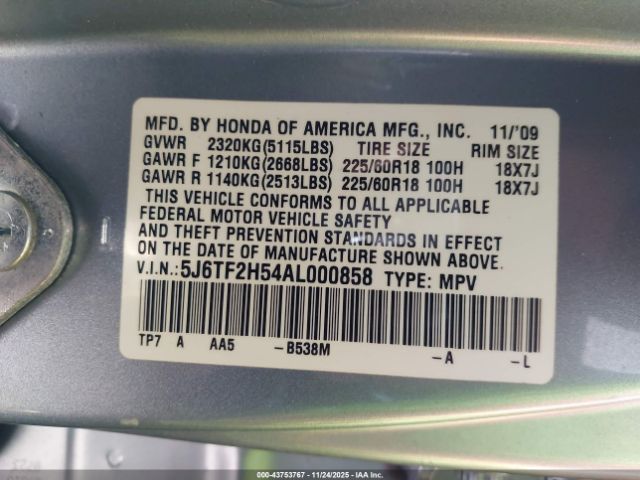 MFD. BY HONDA OF AMERICA MFG., INC. 11/'09
GVWR 2320KG(5115LBS) TIRE SIZE RIM SIZE
GAWR F 1210KG(2668LBS) 225/60R18 100H 18X7J
GAWR R 1140KG(2513LBS) 225/60R18 100H 18X7J
THIS VEHICLE CONFORMS TO ALL APPLICABLE
FEDERAL MOTOR VEHICLE SAFETY
AND THEFT PREVENTION STANDARDS IN EFFECT
ON THE DATE OF MANUFACTURE SHOWN ABOVE.
V.I.N.:5J6TF2H54AL000858 TYPE: MPV
TP7 A AA5 -B538M -A -L
© 43753767 - 11/24/2025 - IAA Inc.